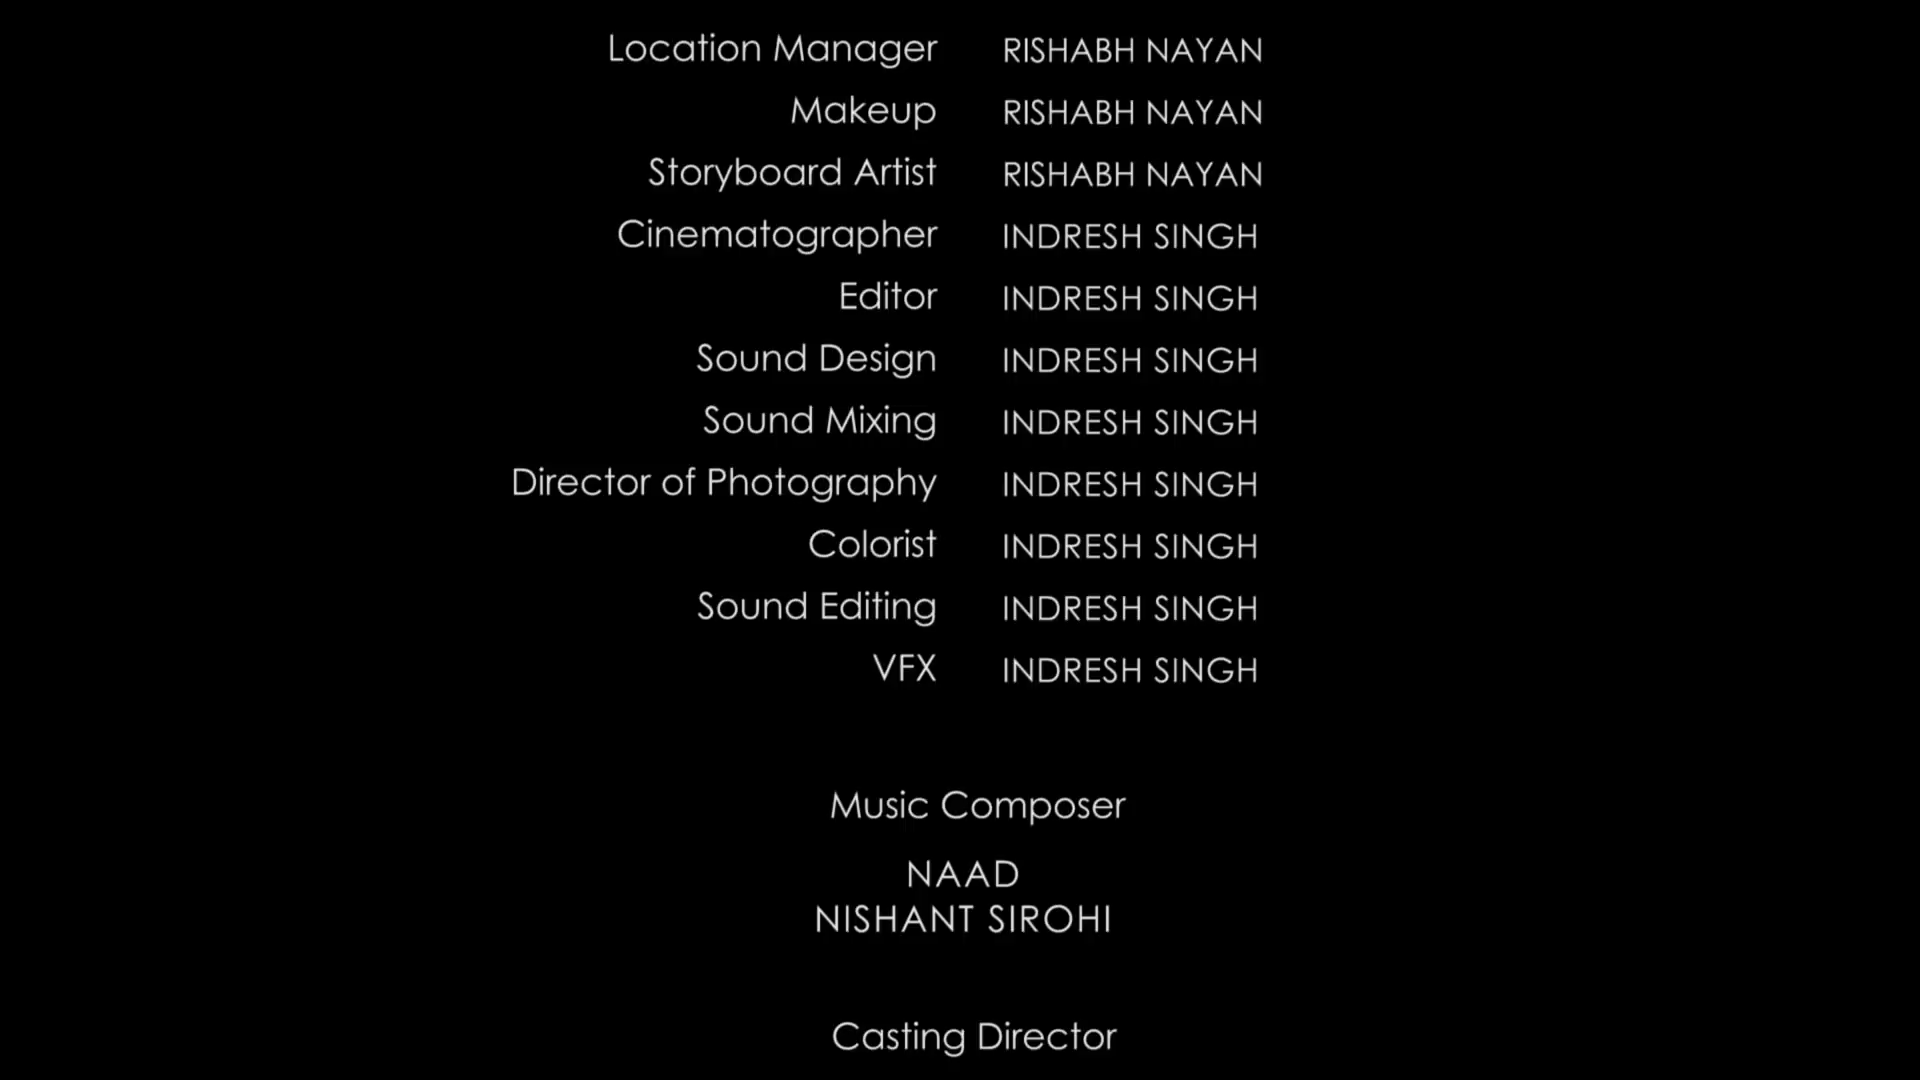 Location Manager RISHABH NAYAN
Makeup RISHABH NAYAN
Storyboard Artist RISHABH NAYAN
Cinematographer INDRESH SINGH
Editor INDRESH SINGH
Sound Design INDRESH SINGH
Sound Mixing INDRESH SINGH
Director of Photography INDRESH SINGH
Colorist INDRESH SINGH
Sound Editing INDRESH SINGH
VFX INDRESH SINGH
Music Composer
NAAD
NISHANT SIROHI
Casting Director